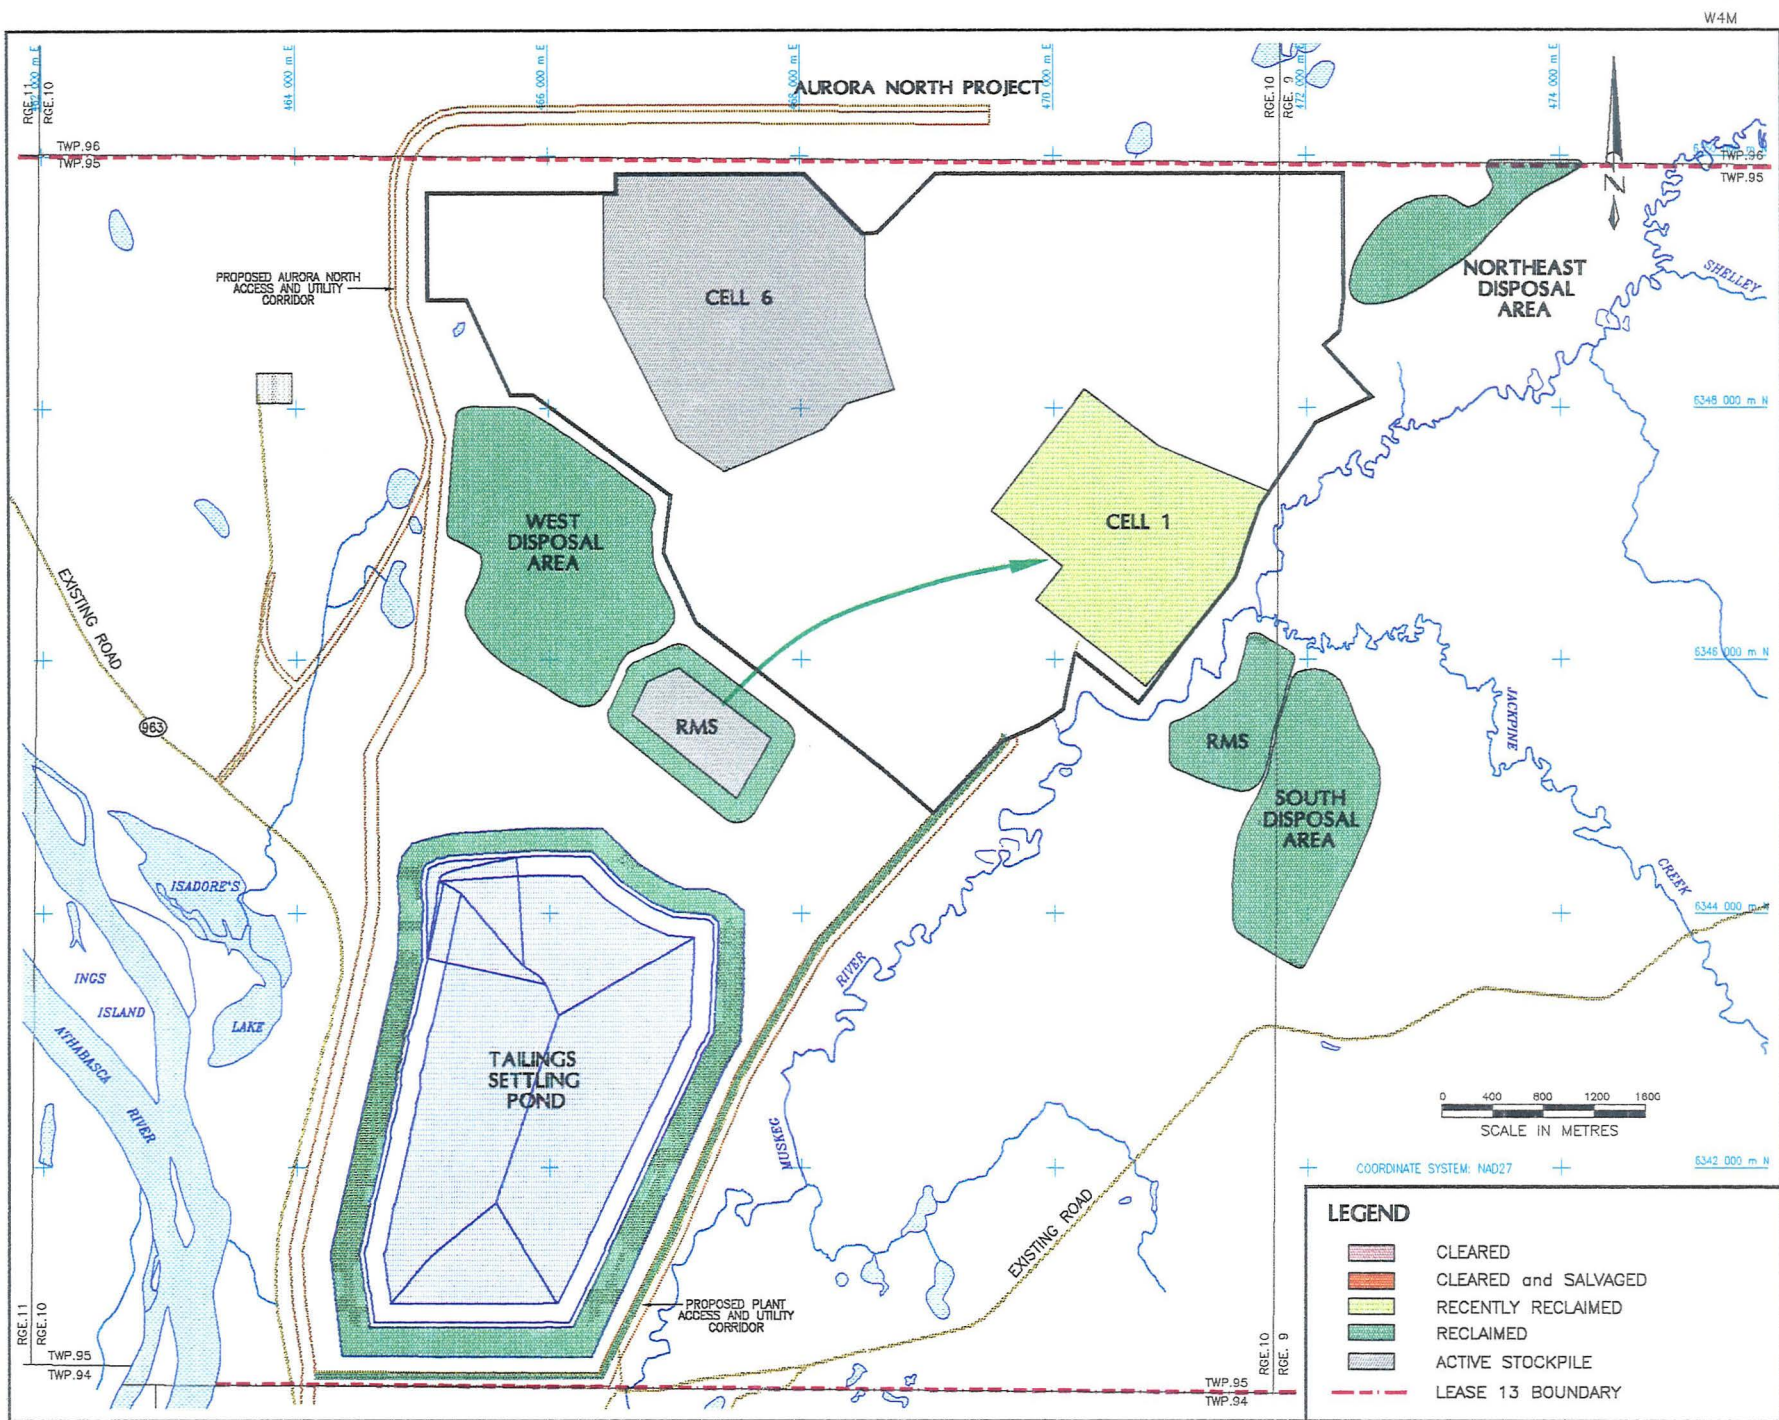 W4M
RGE.11
RGE.10
464 000 m E
466 000 m E
470 000 m E
RGE.10
RGE. 9
472 000 m E
474 000 m E
AURORA NORTH PROJECT
TWP.96
TWP.95
TWP.96
TWP.95
N
PROPOSED AURORA NORTH
ACCESS AND UTILITY
CORRIDOR
CELL 6
NORTHEAST
DISPOSAL
AREA
SHELLEY
6348 000 m N
WEST
DISPOSAL
AREA
CELL 1
EXISTING ROAD
963
RMS
6346 000 m N
JACKPINE
CREEK
RMS
SOUTH
DISPOSAL
AREA
ISADORE'S
LAKE
6344 000 m N
INGS
ISLAND
ATHABASCA
RIVER
RIVER
MUSKEG
TAILINGS
SETTLING
POND
0 400 800 1200 1600
SCALE IN METRES
COORDINATE SYSTEM: NAD27
6342 000 m N
EXISTING ROAD
PROPOSED PLANT
ACCESS AND UTILITY
CORRIDOR
RGE.11
RGE.10
TWP.95
TWP.94
RGE.10
RGE. 9
TWP.95
TWP.94
LEGEND
CLEARED
CLEARED and SALVAGED
RECENTLY RECLAIMED
RECLAIMED
ACTIVE STOCKPILE
LEASE 13 BOUNDARY